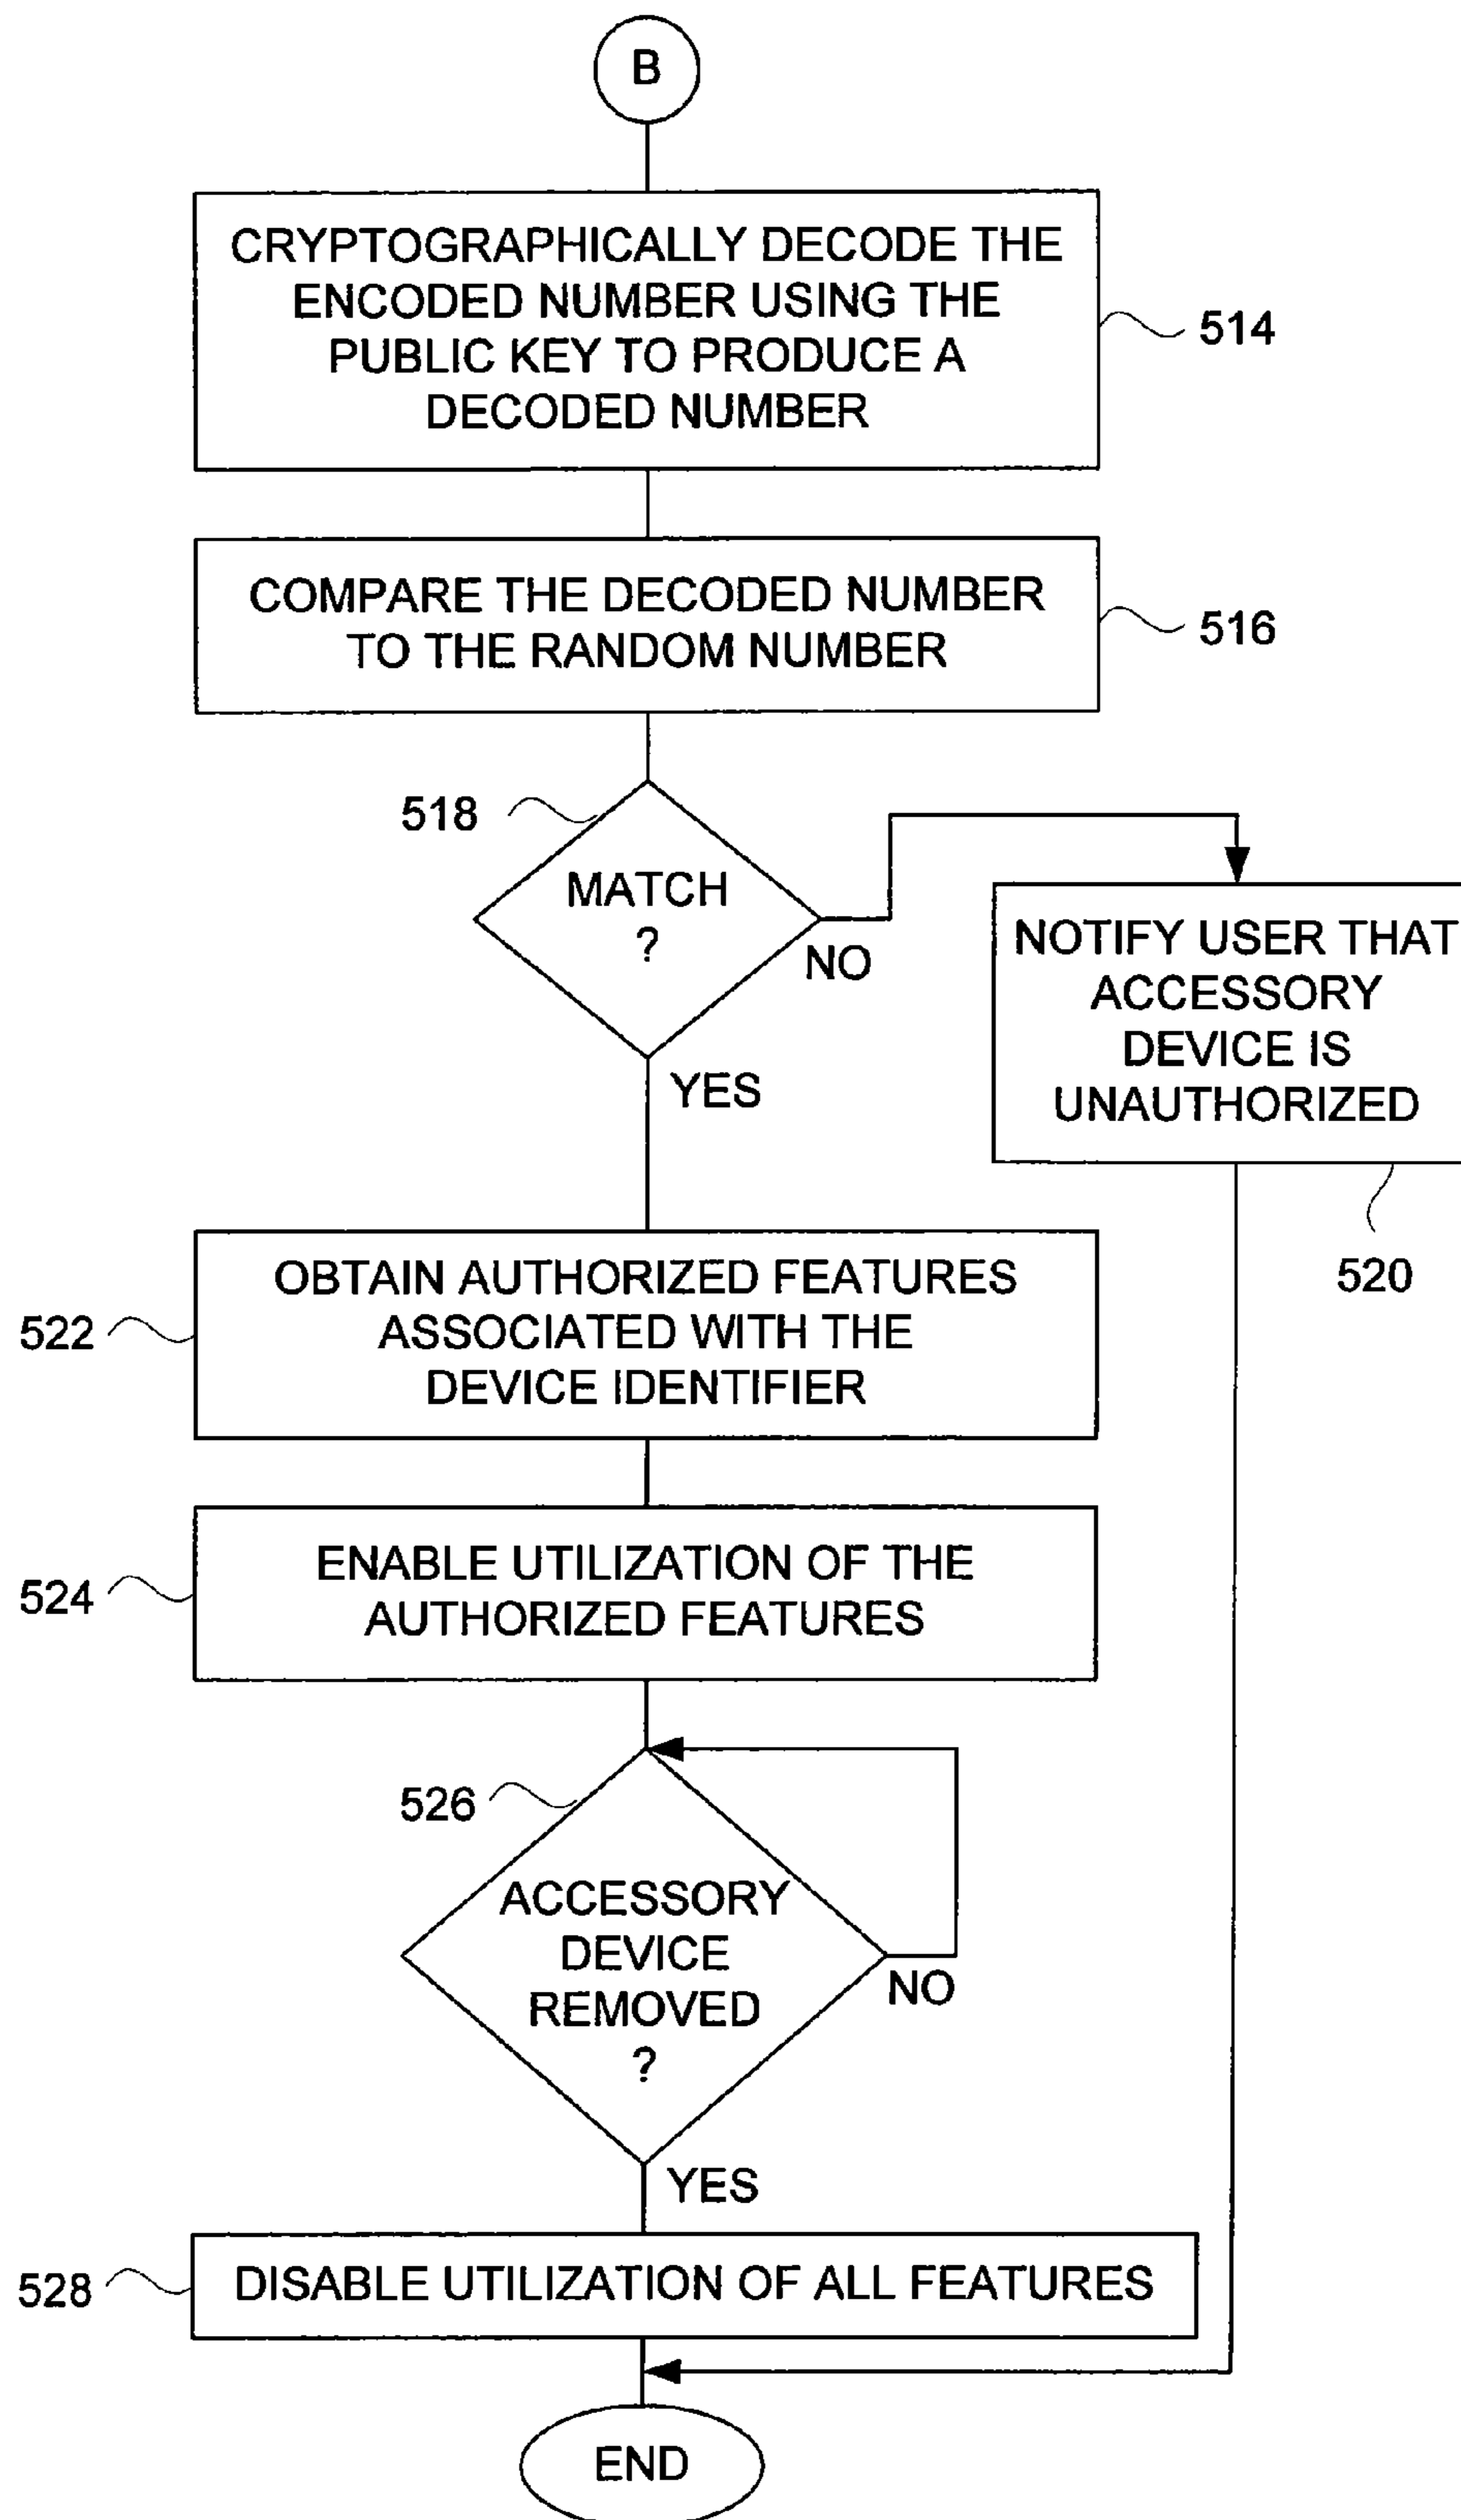 B
CRYPTOGRAPHICALLY DECODE THE
ENCODED NUMBER USING THE
PUBLIC KEY TO PRODUCE A
DECODED NUMBER
514
COMPARE THE DECODED NUMBER
TO THE RANDOM NUMBER
516
518
MATCH
?
NO
YES
NOTIFY USER THAT
ACCESSORY
DEVICE IS
UNAUTHORIZED
520
OBTAIN AUTHORIZED FEATURES
ASSOCIATED WITH THE
DEVICE IDENTIFIER
522
ENABLE UTILIZATION OF THE
AUTHORIZED FEATURES
524
526
ACCESSORY
DEVICE
REMOVED
?
NO
YES
528
DISABLE UTILIZATION OF ALL FEATURES
END